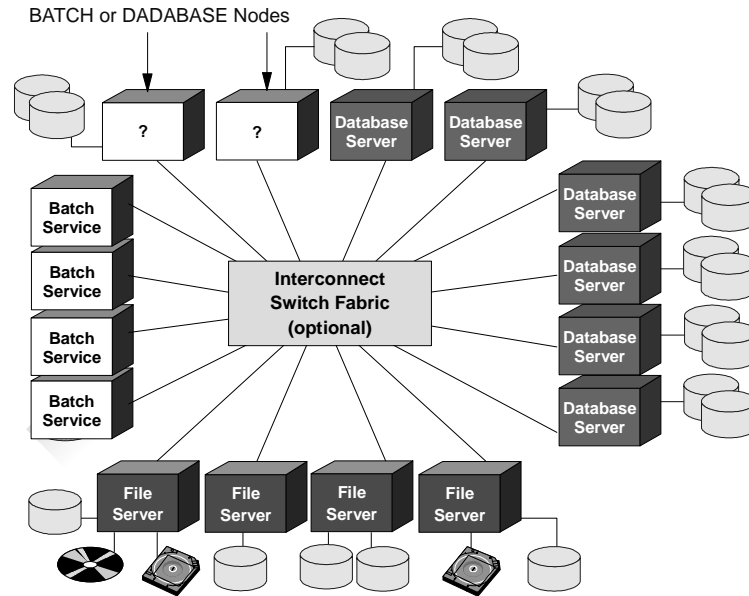 BATCH or DADABASE Nodes
?
?
Database
Server
Database
Server
Batch
Service
Database
Server
Batch
Service
Database
Server
Interconnect
Switch Fabric
(optional)
Batch
Service
Database
Server
Batch
Service
Database
Server
File
Server
File
Server
File
Server
File
Server